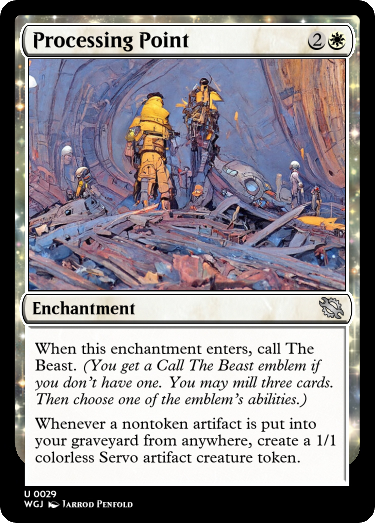 Processing Point 2
Enchantment
When this enchantment enters, call The
Beast. (You get a Call The Beast emblem if
you don't have one. You may mill three cards.
Then choose one of the emblem's abilities.)
Whenever a nontoken artifact is put into
your graveyard from anywhere, create a 1/1
colorless Servo artifact creature token.
U 0029
WGJ Jarrod Penfold